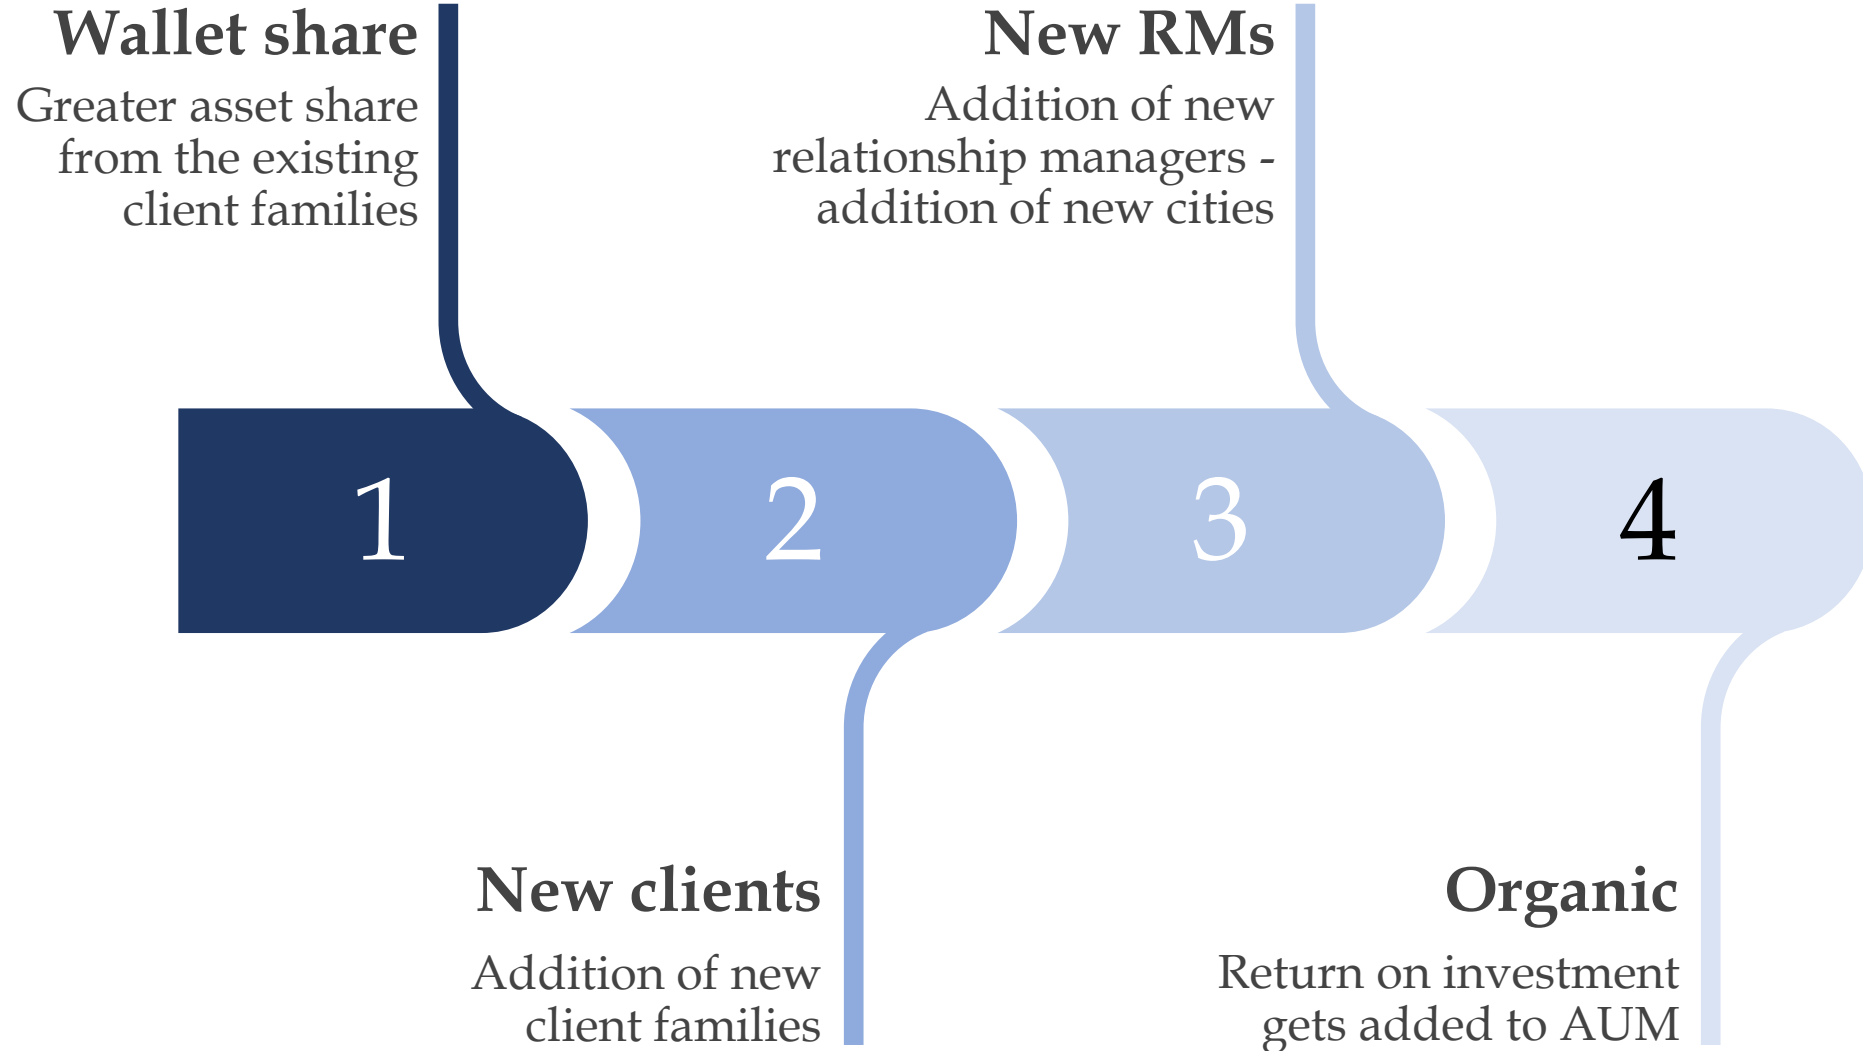 Wallet share
Greater asset share
from the existing
client families
New RMs
Addition of new
relationship managers -
addition of new cities
1
2
3
4
New clients
Addition of new
client families
Organic
Return on investment
gets added to AUM